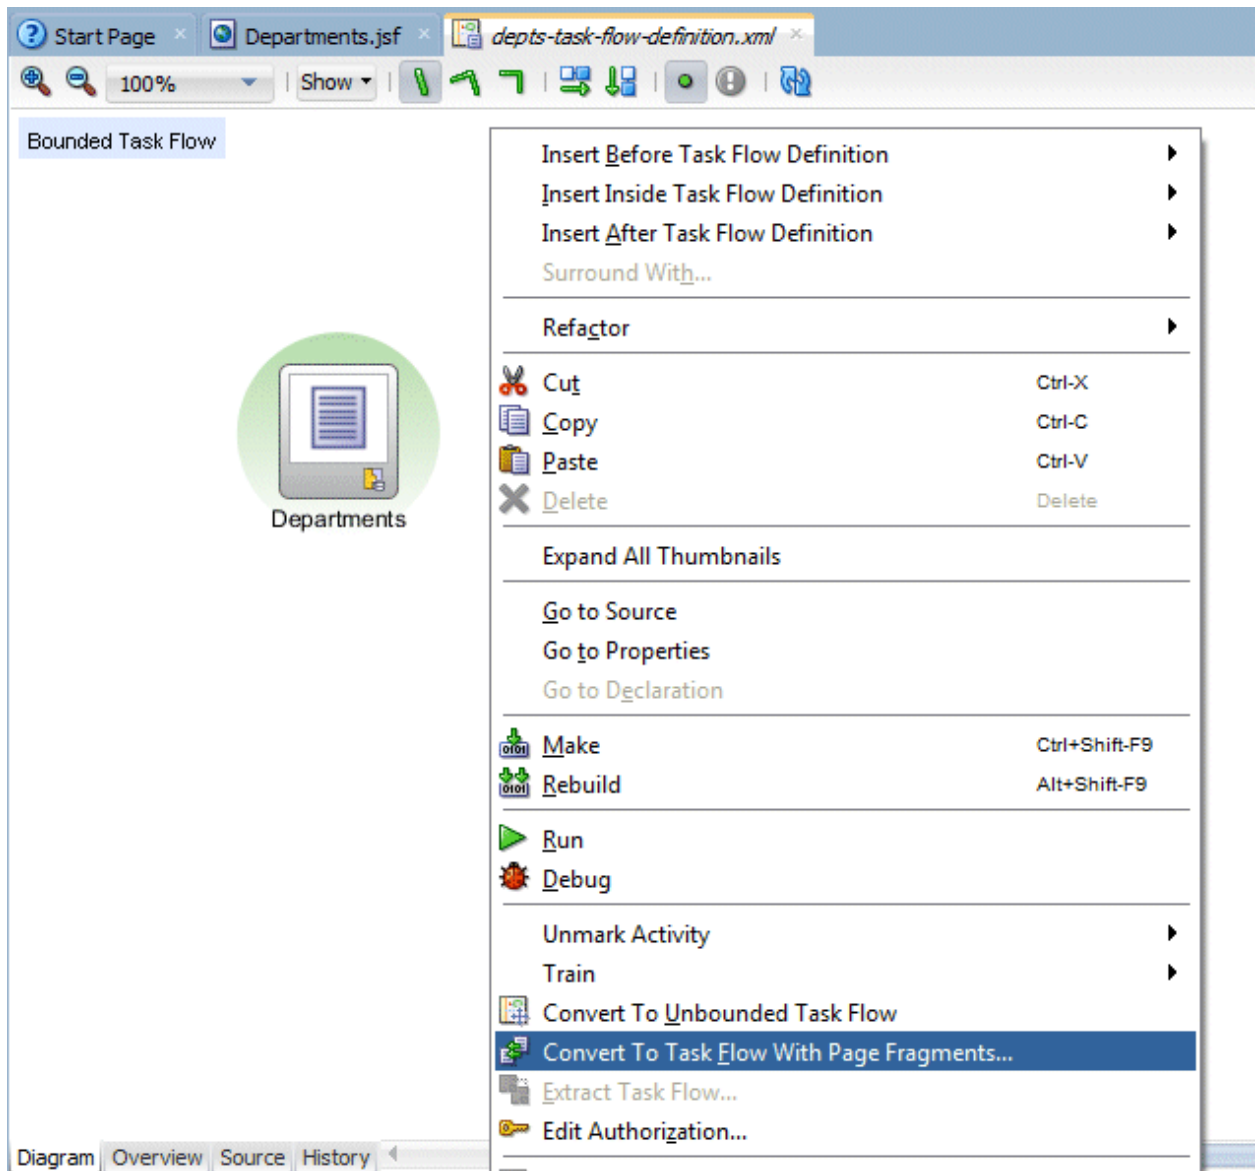 Start Page
Departments.jsf
depts-task-flow-definition.xml
100%
Show
Bounded Task Flow
Departments
Insert Before Task Flow Definition
Insert Inside Task Flow Definition
Insert After Task Flow Definition
Surround With...
Refactor
Cut Ctrl-X
Copy Ctrl-C
Paste Ctrl-V
Delete Delete
Expand All Thumbnails
Go to Source
Go to Properties
Go to Declaration
Make Ctrl+Shift-F9
Rebuild Alt+Shift-F9
Run
Debug
Unmark Activity
Train
Convert To Unbounded Task Flow
Convert To Task Flow With Page Fragments...
Extract Task Flow...
Edit Authorization...
Diagram Overview Source History